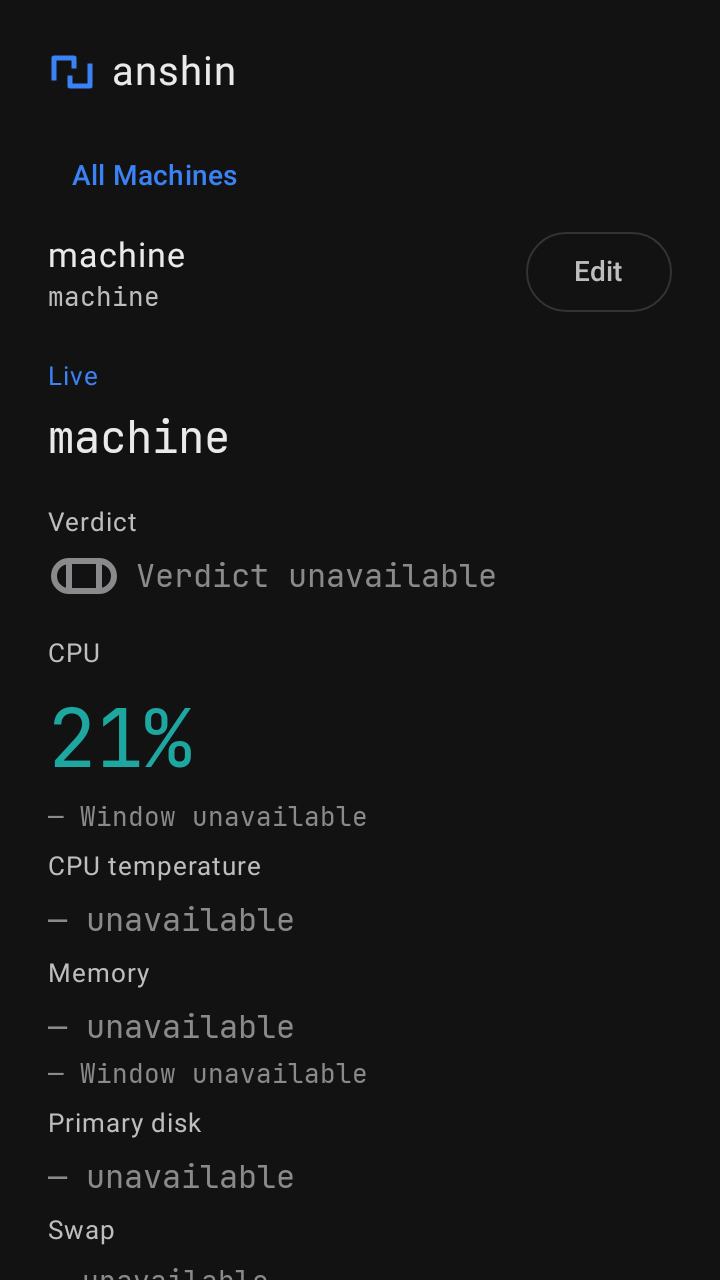 anshin
All Machines
machine
machine
Edit
Live
machine
Verdict
Verdict unavailable
CPU
21%
— Window unavailable
CPU temperature
— unavailable
Memory
— unavailable
— Window unavailable
Primary disk
— unavailable
Swap
unavailable